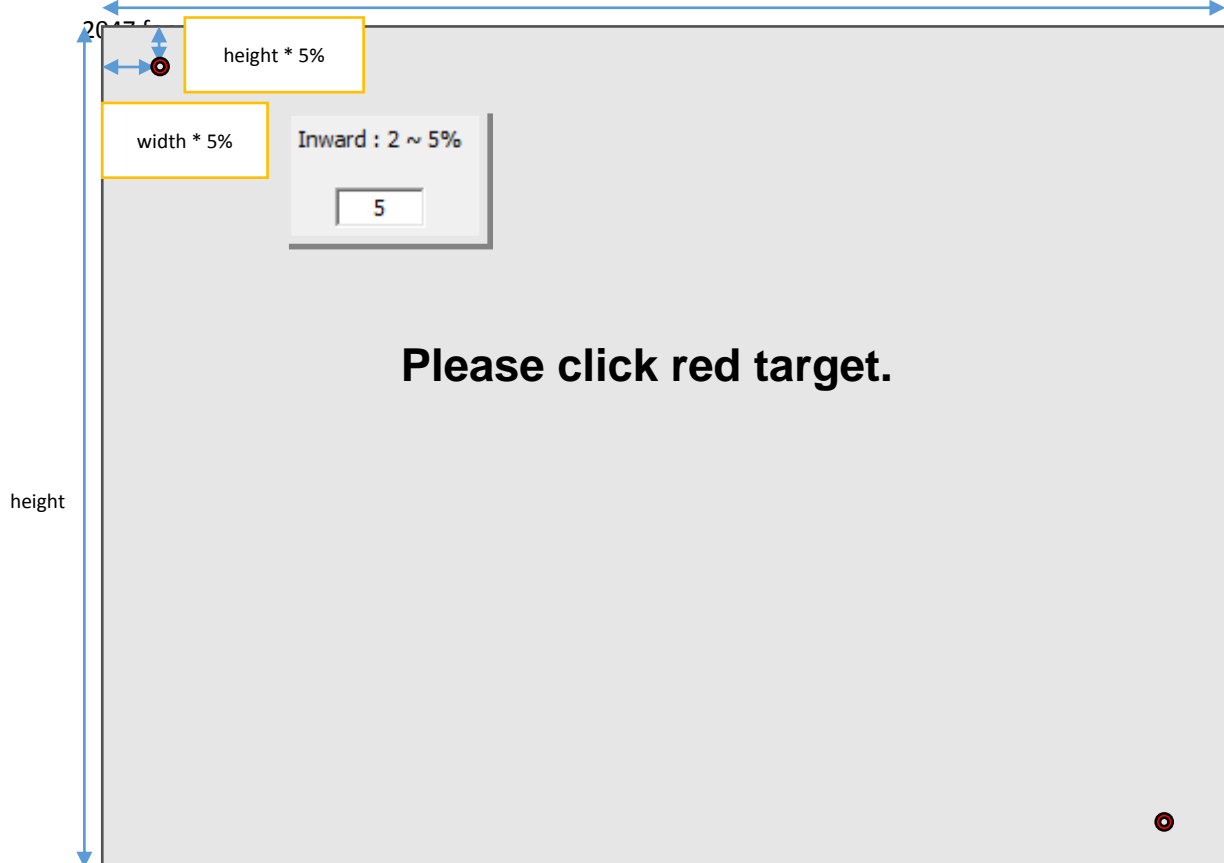 height * 5%
width * 5%
Inward : 2 ~ 5%
5
Please click red target.
height